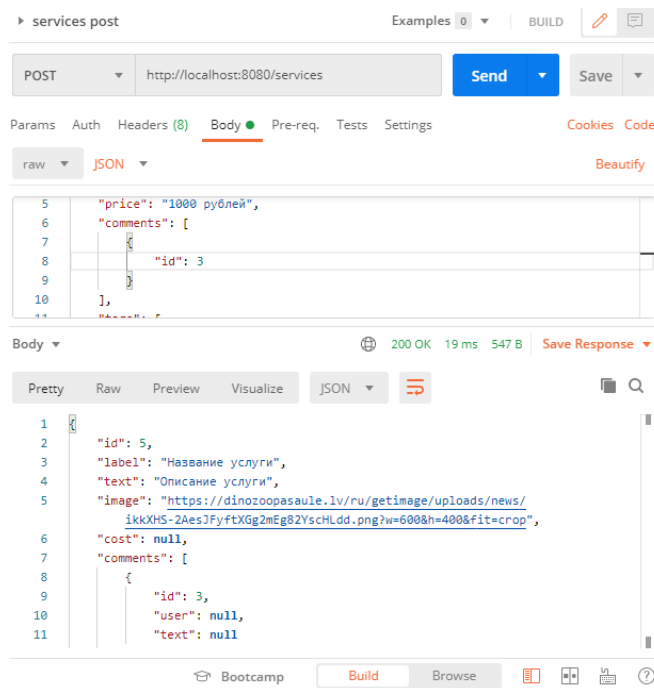 services post
Examples 0
BUILD
POST
http://localhost:8080/services
Send
Save
Params Auth Headers (8) Body Pre-req. Tests Settings Cookies Code
raw JSON Beautify
5 "price": "1000 рублей",
6 "comments": [
7 {
8 "id": 3
9 }
10 ],
Body 200 OK 19 ms 547 B Save Response
Pretty Raw Preview Visualize JSON
1 {
2 "id": 5,
3 "label": "Название услуги",
4 "text": "Описание услуги",
5 "image": "https://dinozoopasaule.lv/ru/getimage/uploads/news/
ikkXHS-2AesJFyftXGg2mEg82YscHLdd.png?w=600&h=400&fit=crop",
6 "cost": null,
7 "comments": [
8 {
9 "id": 3,
10 "user": null,
11 "text": null
Bootcamp Build Browse